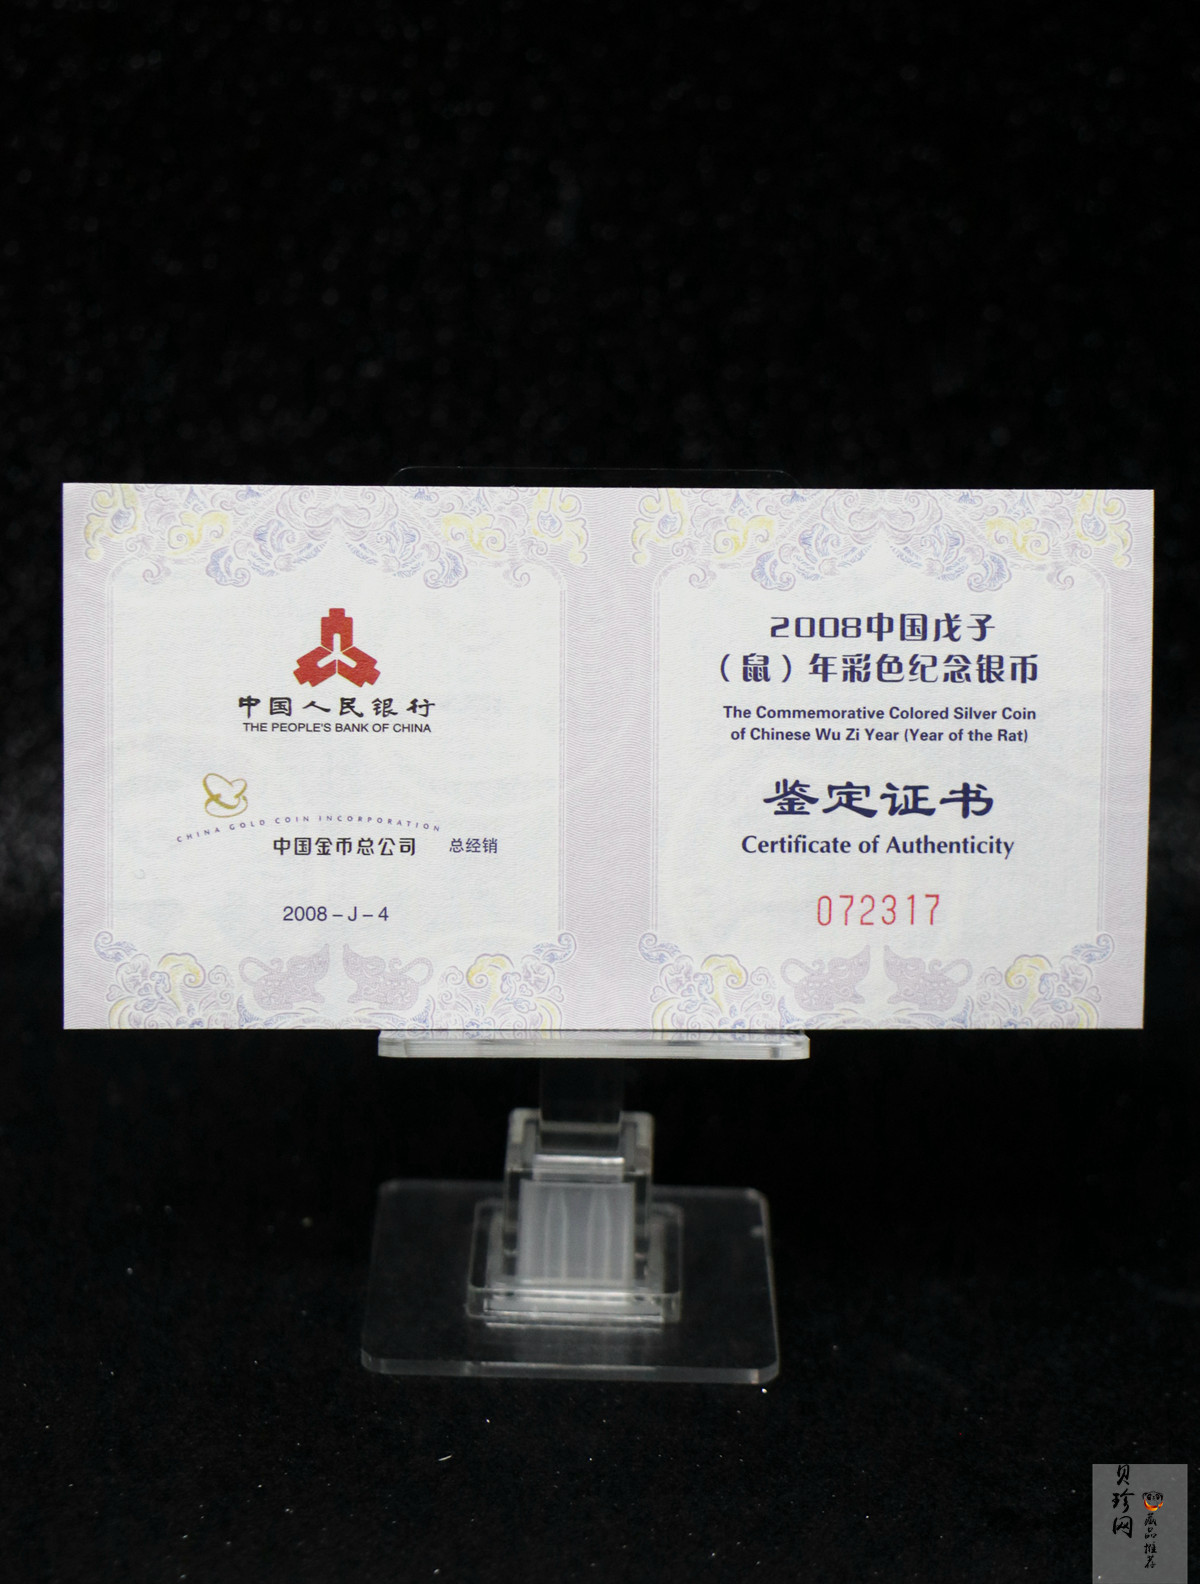 中国人民银行
THE PEOPLE'S BANK OF CHINA
CHINA GOLD COIN INCORPORATION
中国金币总公司 总经销
2008-J-4
2008中国戊子
（鼠）年彩色纪念银币
The Commemorative Colored Silver Coin
of Chinese Wu Zi Year (Year of the Rat)
鉴定证书
Certificate of Authenticity
072317
贝珍网
藏品推荐